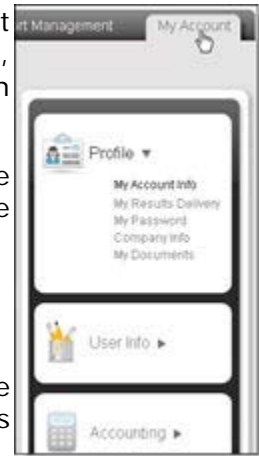 t
rt Management My Account
,
n
Profile ▼
e
My Account Info
e
My Results Delivery
My Password
Company Info
My Documents
User Info ►
e
s
Accounting ►